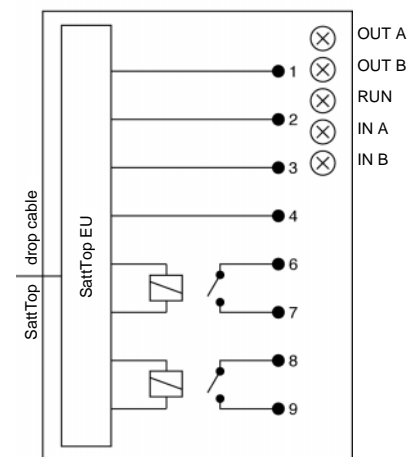 OUT A
OUT B
RUN
IN A
IN B
1
2
3
4
6
7
8
9
SattTop EU
SattTop drop cable